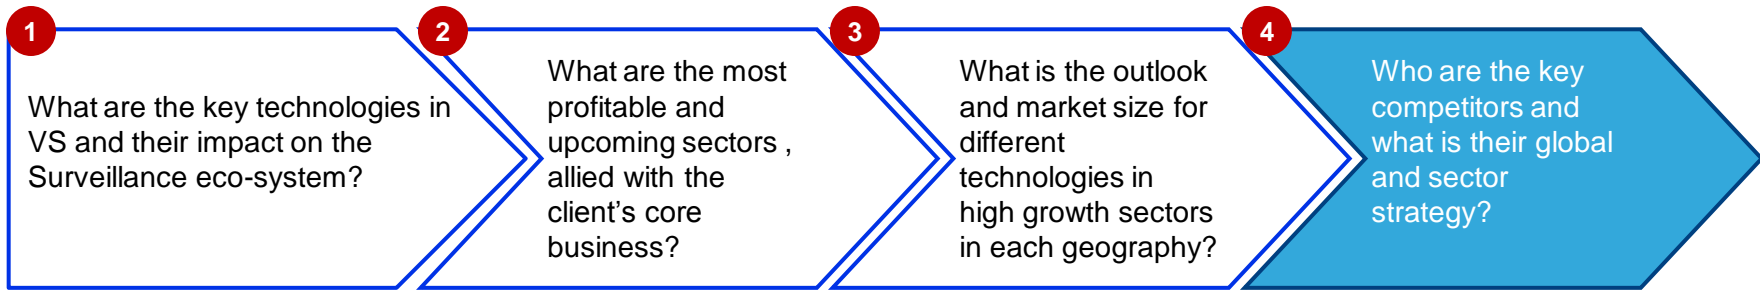 1
What are the key technologies in
VS and their impact on the
Surveillance eco-system?
2
What are the most
profitable and
upcoming sectors ,
allied with the
client's core
business?
3
What is the outlook
and market size for
different
technologies in
high growth sectors
in each geography?
4
Who are the key
competitors and
what is their global
and sector
strategy?